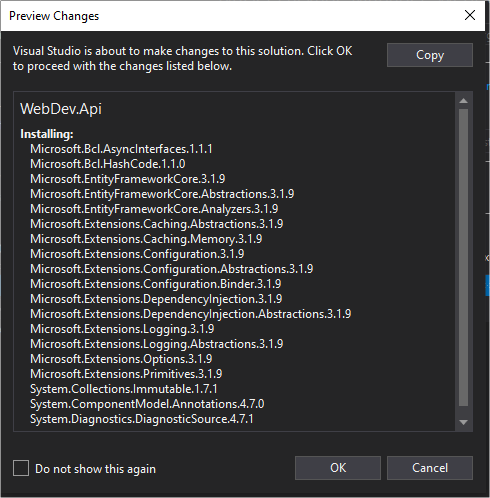 Preview Changes
Visual Studio is about to make changes to this solution. Click OK
to proceed with the changes listed below.
Copy
WebDev.Api
Installing:
Microsoft.Bcl.AsyncInterfaces.1.1.1
Microsoft.Bcl.HashCode.1.1.0
Microsoft.EntityFrameworkCore.3.1.9
Microsoft.EntityFrameworkCore.Abstractions.3.1.9
Microsoft.EntityFrameworkCore.Analyzers.3.1.9
Microsoft.Extensions.Caching.Abstractions.3.1.9
Microsoft.Extensions.Caching.Memory.3.1.9
Microsoft.Extensions.Configuration.3.1.9
Microsoft.Extensions.Configuration.Abstractions.3.1.9
Microsoft.Extensions.Configuration.Binder.3.1.9
Microsoft.Extensions.DependencyInjection.3.1.9
Microsoft.Extensions.DependencyInjection.Abstractions.3.1.9
Microsoft.Extensions.Logging.3.1.9
Microsoft.Extensions.Logging.Abstractions.3.1.9
Microsoft.Extensions.Options.3.1.9
Microsoft.Extensions.Primitives.3.1.9
System.Collections.Immutable.1.7.1
System.ComponentModel.Annotations.4.7.0
System.Diagnostics.DiagnosticSource.4.7.1
Do not show this again
OK
Cancel